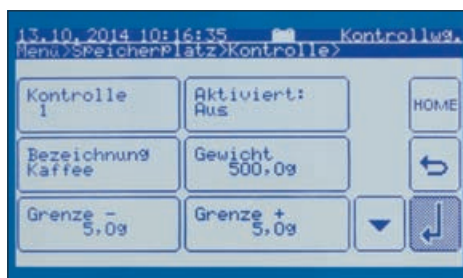 13.10.2014 10:16:35 Kontrollwg.
Menü>Speicherplatz>Kontrolle>
Kontrolle
1
Aktiviert:
Aus
HOME
Bezeichnung
Kaffee
Gewicht
500,0g
Grenze -
5,0g
Grenze +
5,0g